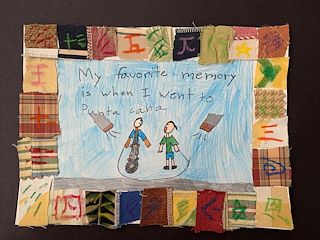 My favorite memory
is when I went to
Punta cana